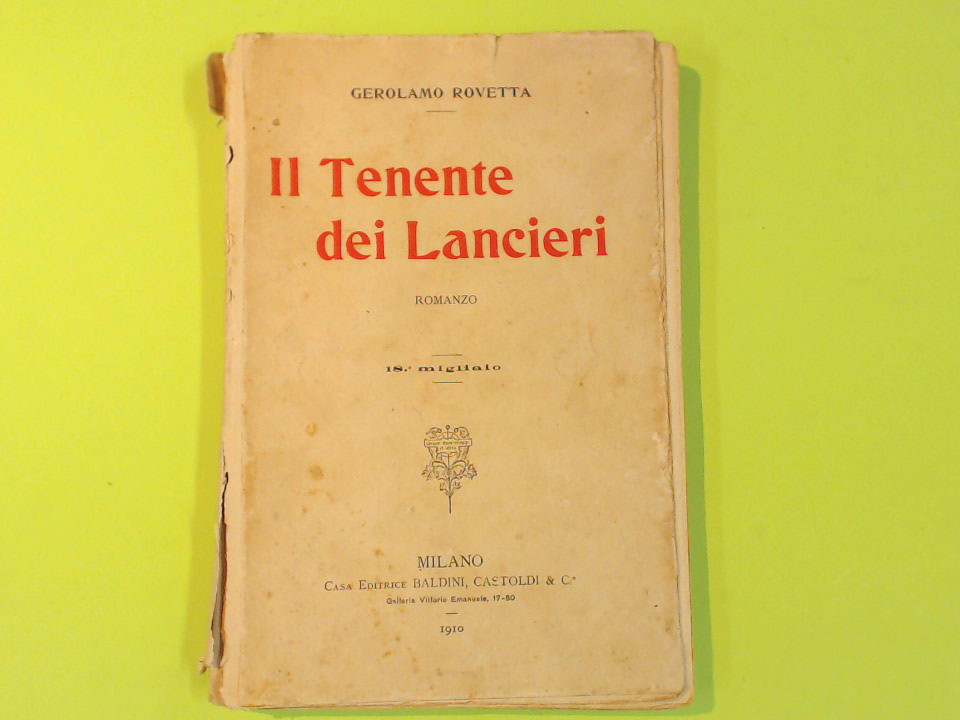 GEROLAMO ROVETTA
Il Tenente
dei Lancieri
ROMANZO
18.° migliaio
MILANO
CASA EDITRICE BALDINI, CASTOLDI & C.°
Galleria Vittorio Emanuele, 17-80
1910